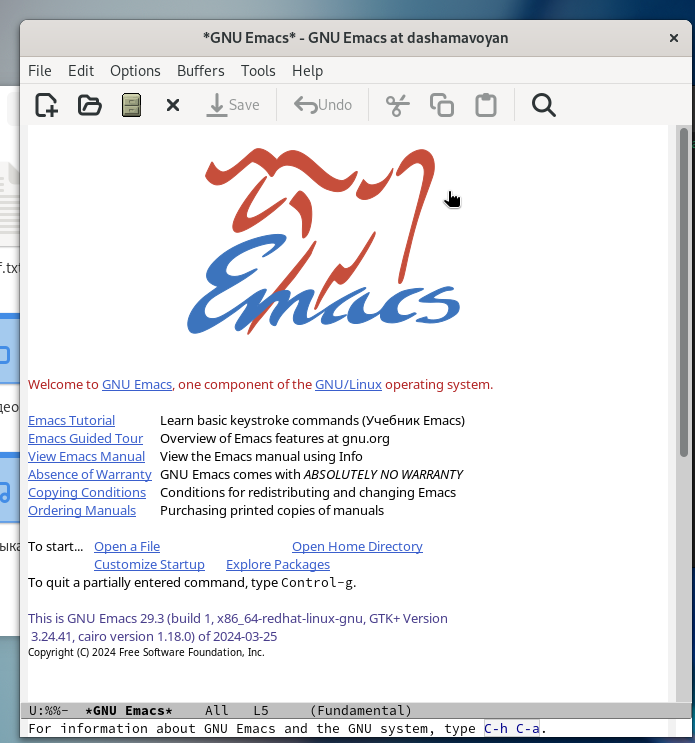 *GNU Emacs* - GNU Emacs at dashamavoyan
File Edit Options Buffers Tools Help
Save Undo
Emacs
Welcome to GNU Emacs, one component of the GNU/Linux operating system.
Emacs Tutorial Learn basic keystroke commands (Учебник Emacs)
Emacs Guided Tour Overview of Emacs features at gnu.org
View Emacs Manual View the Emacs manual using Info
Absence of Warranty GNU Emacs comes with ABSOLUTELY NO WARRANTY
Copying Conditions Conditions for redistributing and changing Emacs
Ordering Manuals Purchasing printed copies of manuals
To start... Open a File Open Home Directory
Customize Startup Explore Packages
To quit a partially entered command, type Control-g.
This is GNU Emacs 29.3 (build 1, x86_64-redhat-linux-gnu, GTK+ Version
3.24.41, cairo version 1.18.0) of 2024-03-25
Copyright (C) 2024 Free Software Foundation, Inc.
U:%%- *GNU Emacs* All L5 (Fundamental)
For information about GNU Emacs and the GNU system, type C-h C-a.